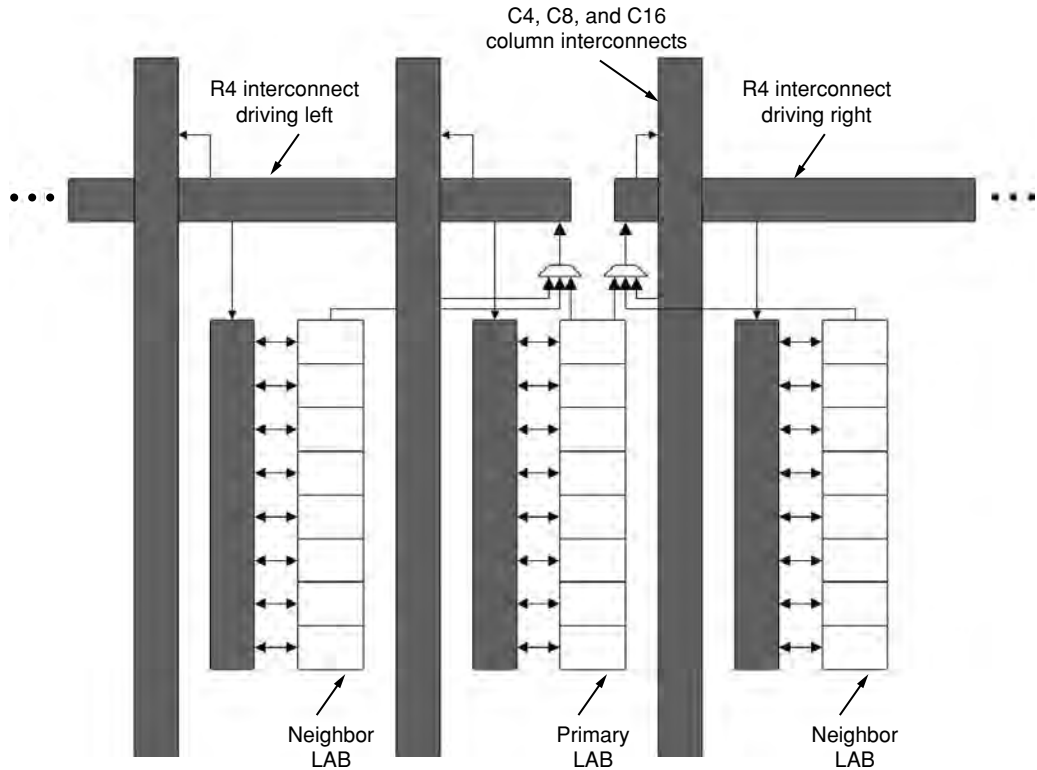 C4, C8, and C16
column interconnects
R4 interconnect
driving left
R4 interconnect
driving right
Neighbor
LAB
Primary
LAB
Neighbor
LAB